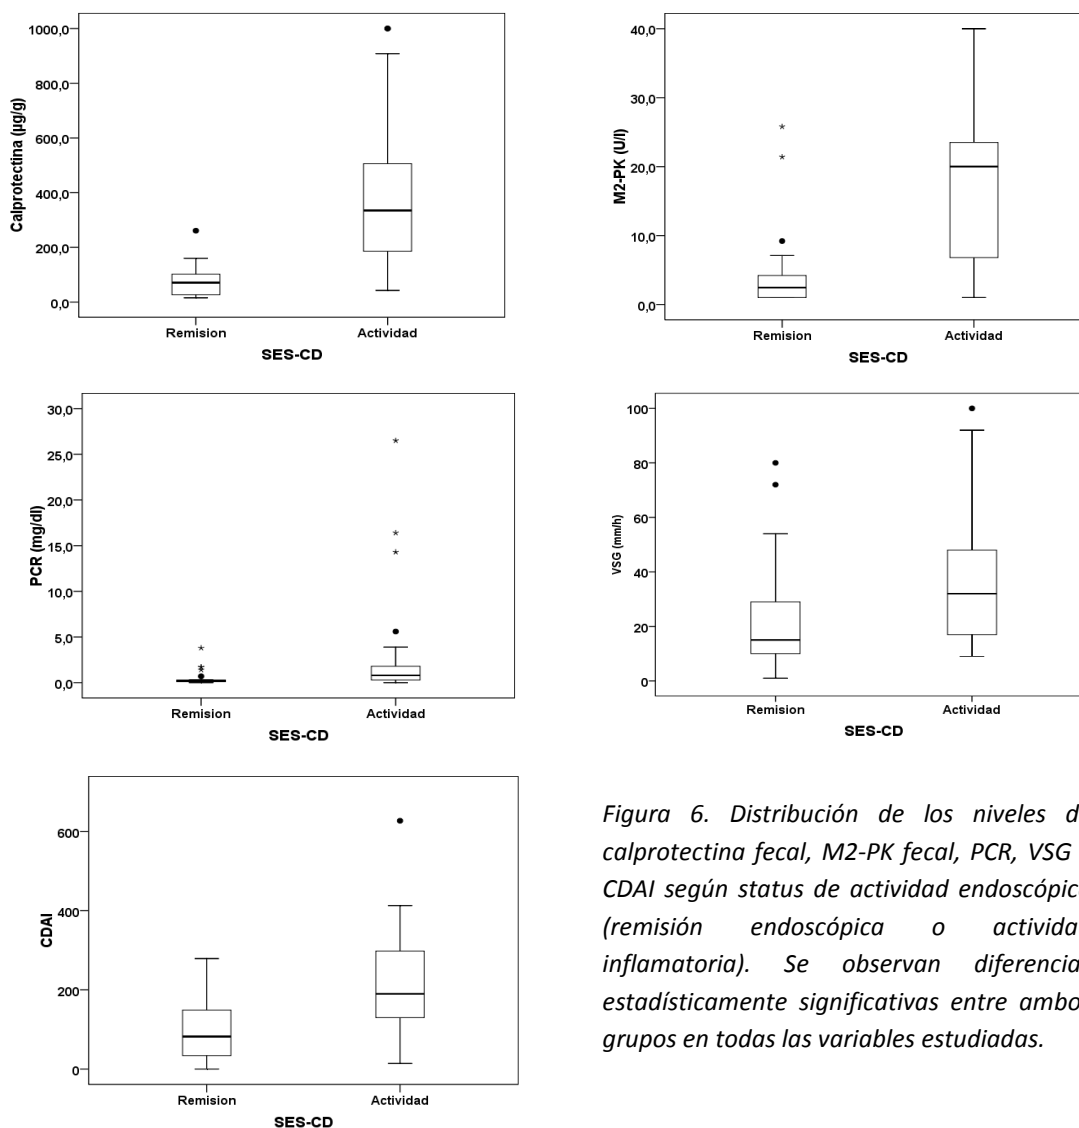 1000,0
800,0
600,0
400,0
200,0
0,0
Calprotectina (µg/g)
Remision Actividad
SES-CD
40,0
30,0
20,0
10,0
0,0
M2-PK (U/l)
Remision Actividad
SES-CD
30,0
25,0
20,0
15,0
10,0
5,0
0,0
PCR (mg/dl)
Remision Actividad
SES-CD
100
80
60
40
20
0
VSG (mm/h)
Remision Actividad
SES-CD
600
400
200
0
CDAI
Remision Actividad
SES-CD
Figura 6. Distribución de los niveles d
calprotectina fecal, M2-PK fecal, PCR, VSG
CDAI según status de actividad endoscópic
(remisión endoscópica o activida
inflamatoria). Se observan diferencia
estadísticamente significativas entre ambo
grupos en todas las variables estudiadas.